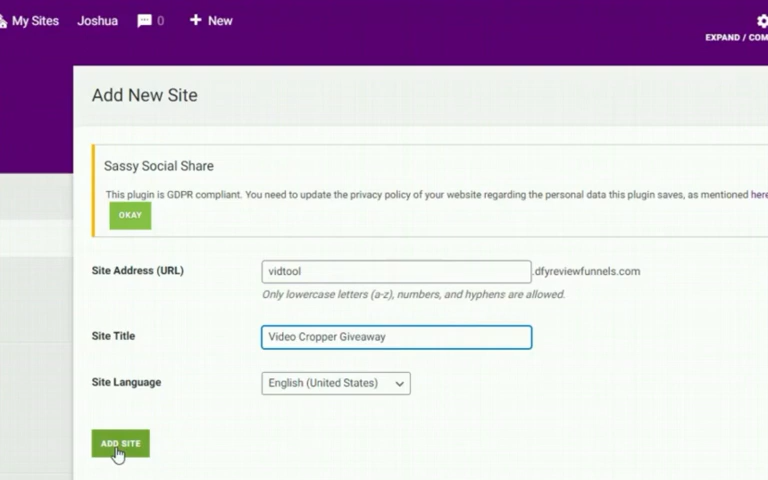 My Sites Joshua 0 + New
EXPAND / COM
Add New Site
Sassy Social Share
This plugin is GDPR compliant. You need to update the privacy policy of your website regarding the personal data this plugin saves, as mentioned here
OKAY
Site Address (URL) vidtool .dfyreviewfunnels.com
Only lowercase letters (a-z), numbers, and hyphens are allowed.
Site Title Video Cropper Giveaway
Site Language English (United States)
ADD SITE